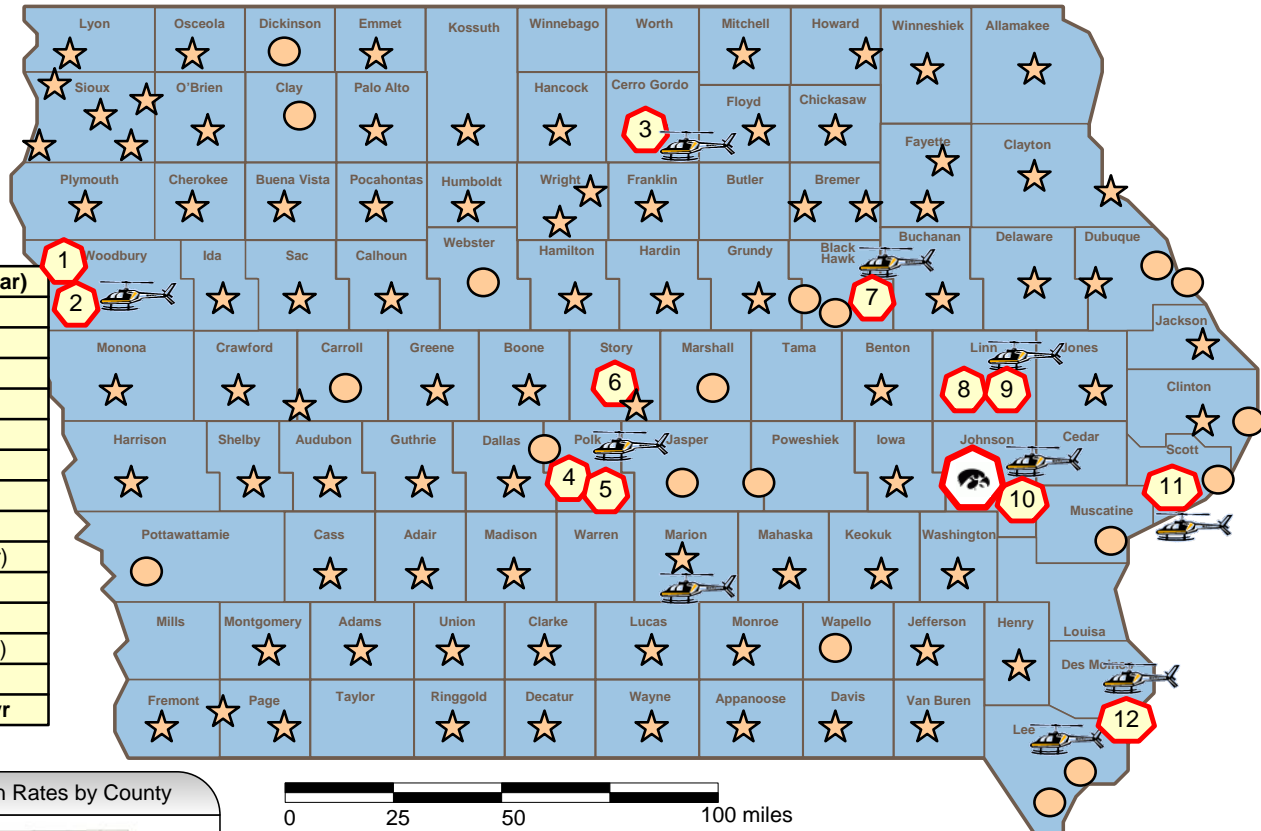 Lyon Osceola Dickinson Emmet Kossuth Winnebago Worth Mitchell Howard Winneshiek Allamakee
Sioux O'Brien Clay Palo Alto Hancock Cerro Gordo Floyd Chickasaw
3
Fayette Clayton
Plymouth Cherokee Buena Vista Pocahontas Humboldt Wright Franklin Butler Bremer
1 Woodbury Ida Sac Calhoun Webster Hamilton Hardin Grundy Black Hawk Buchanan Delaware Dubuque
ar)
2 7
Jackson
Monona Crawford Carroll Greene Boone Story Marshall Tama Benton Linn Jones
6 8 9
Clinton
Harrison Shelby Audubon Guthrie Dallas Polk Jasper Poweshiek Iowa Johnson Cedar Scott
4 5 10 11
Muscatine
Pottawattamie Cass Adair Madison Warren Marion Mahaska Keokuk Washington
)
)
Mills Montgomery Adams Union Clarke Lucas Monroe Wapello Jefferson Henry Louisa
Des Moine
Fremont Page Taylor Ringgold Decatur Wayne Appanoose Davis Van Buren
yr
12
Lee
n Rates by County
0 25 50 100 miles